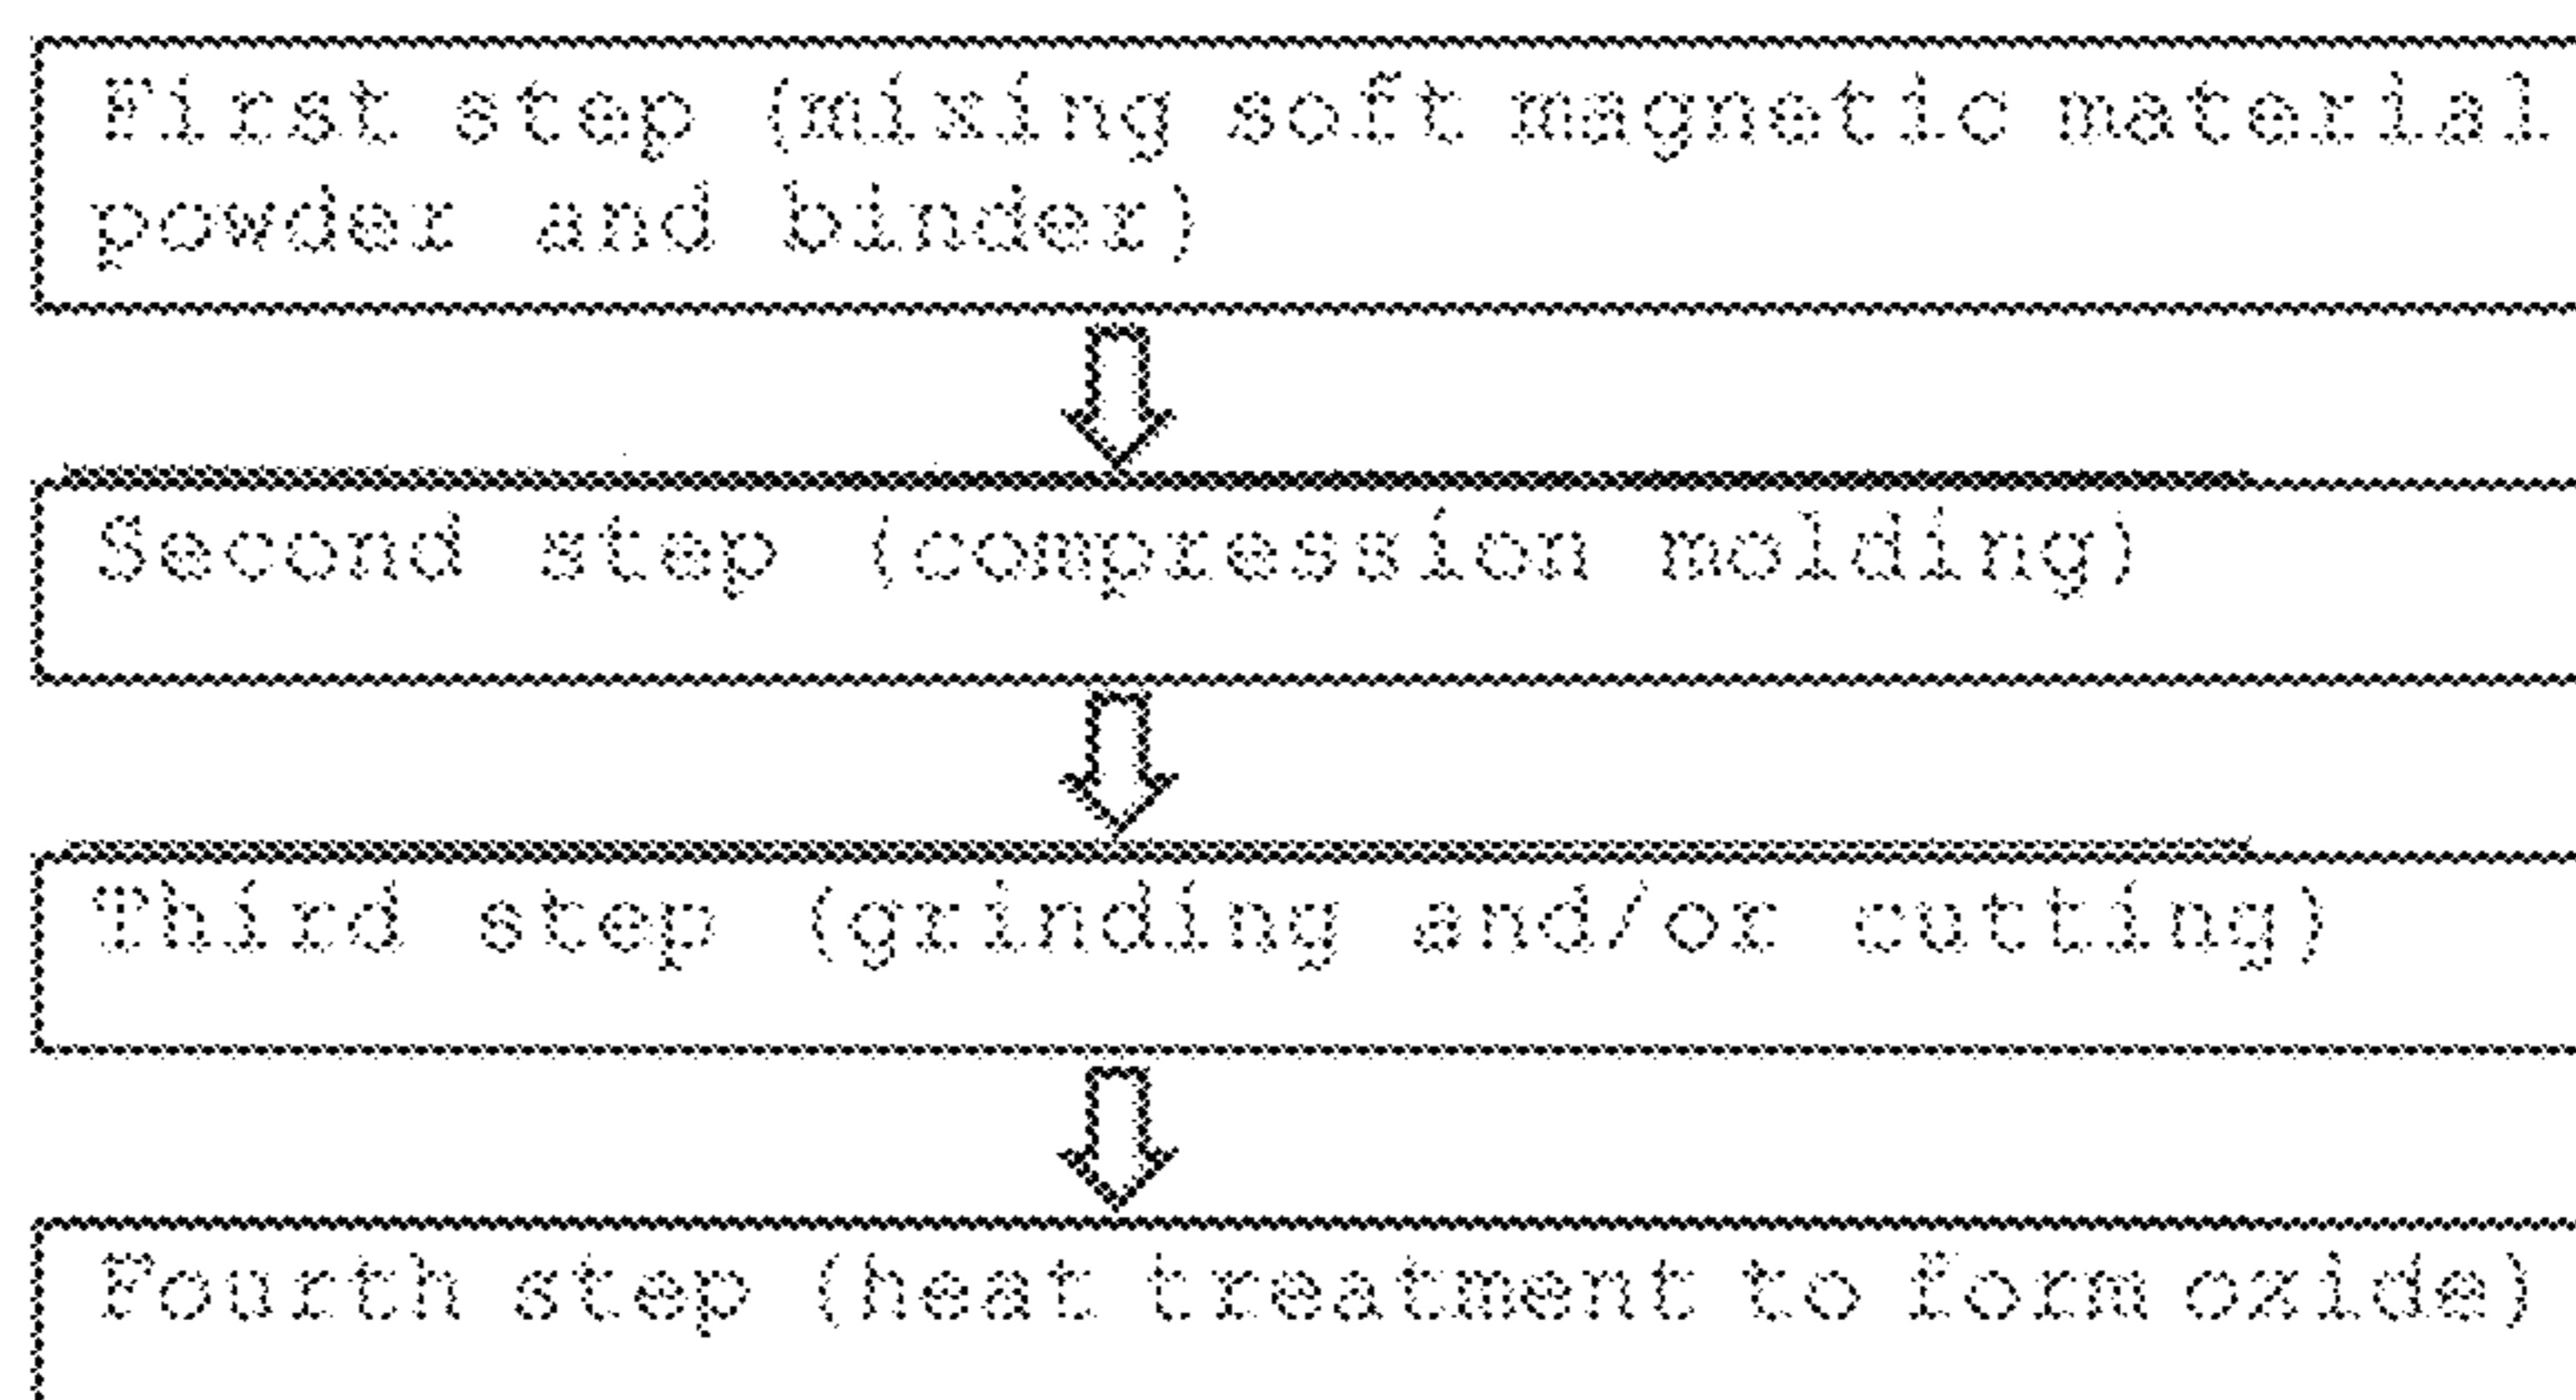 First step (mixing soft magnetic material
powder and binder)
Second step (compression molding)
Third step (grinding and/or cutting)
Fourth step (heat treatment to form oxide)